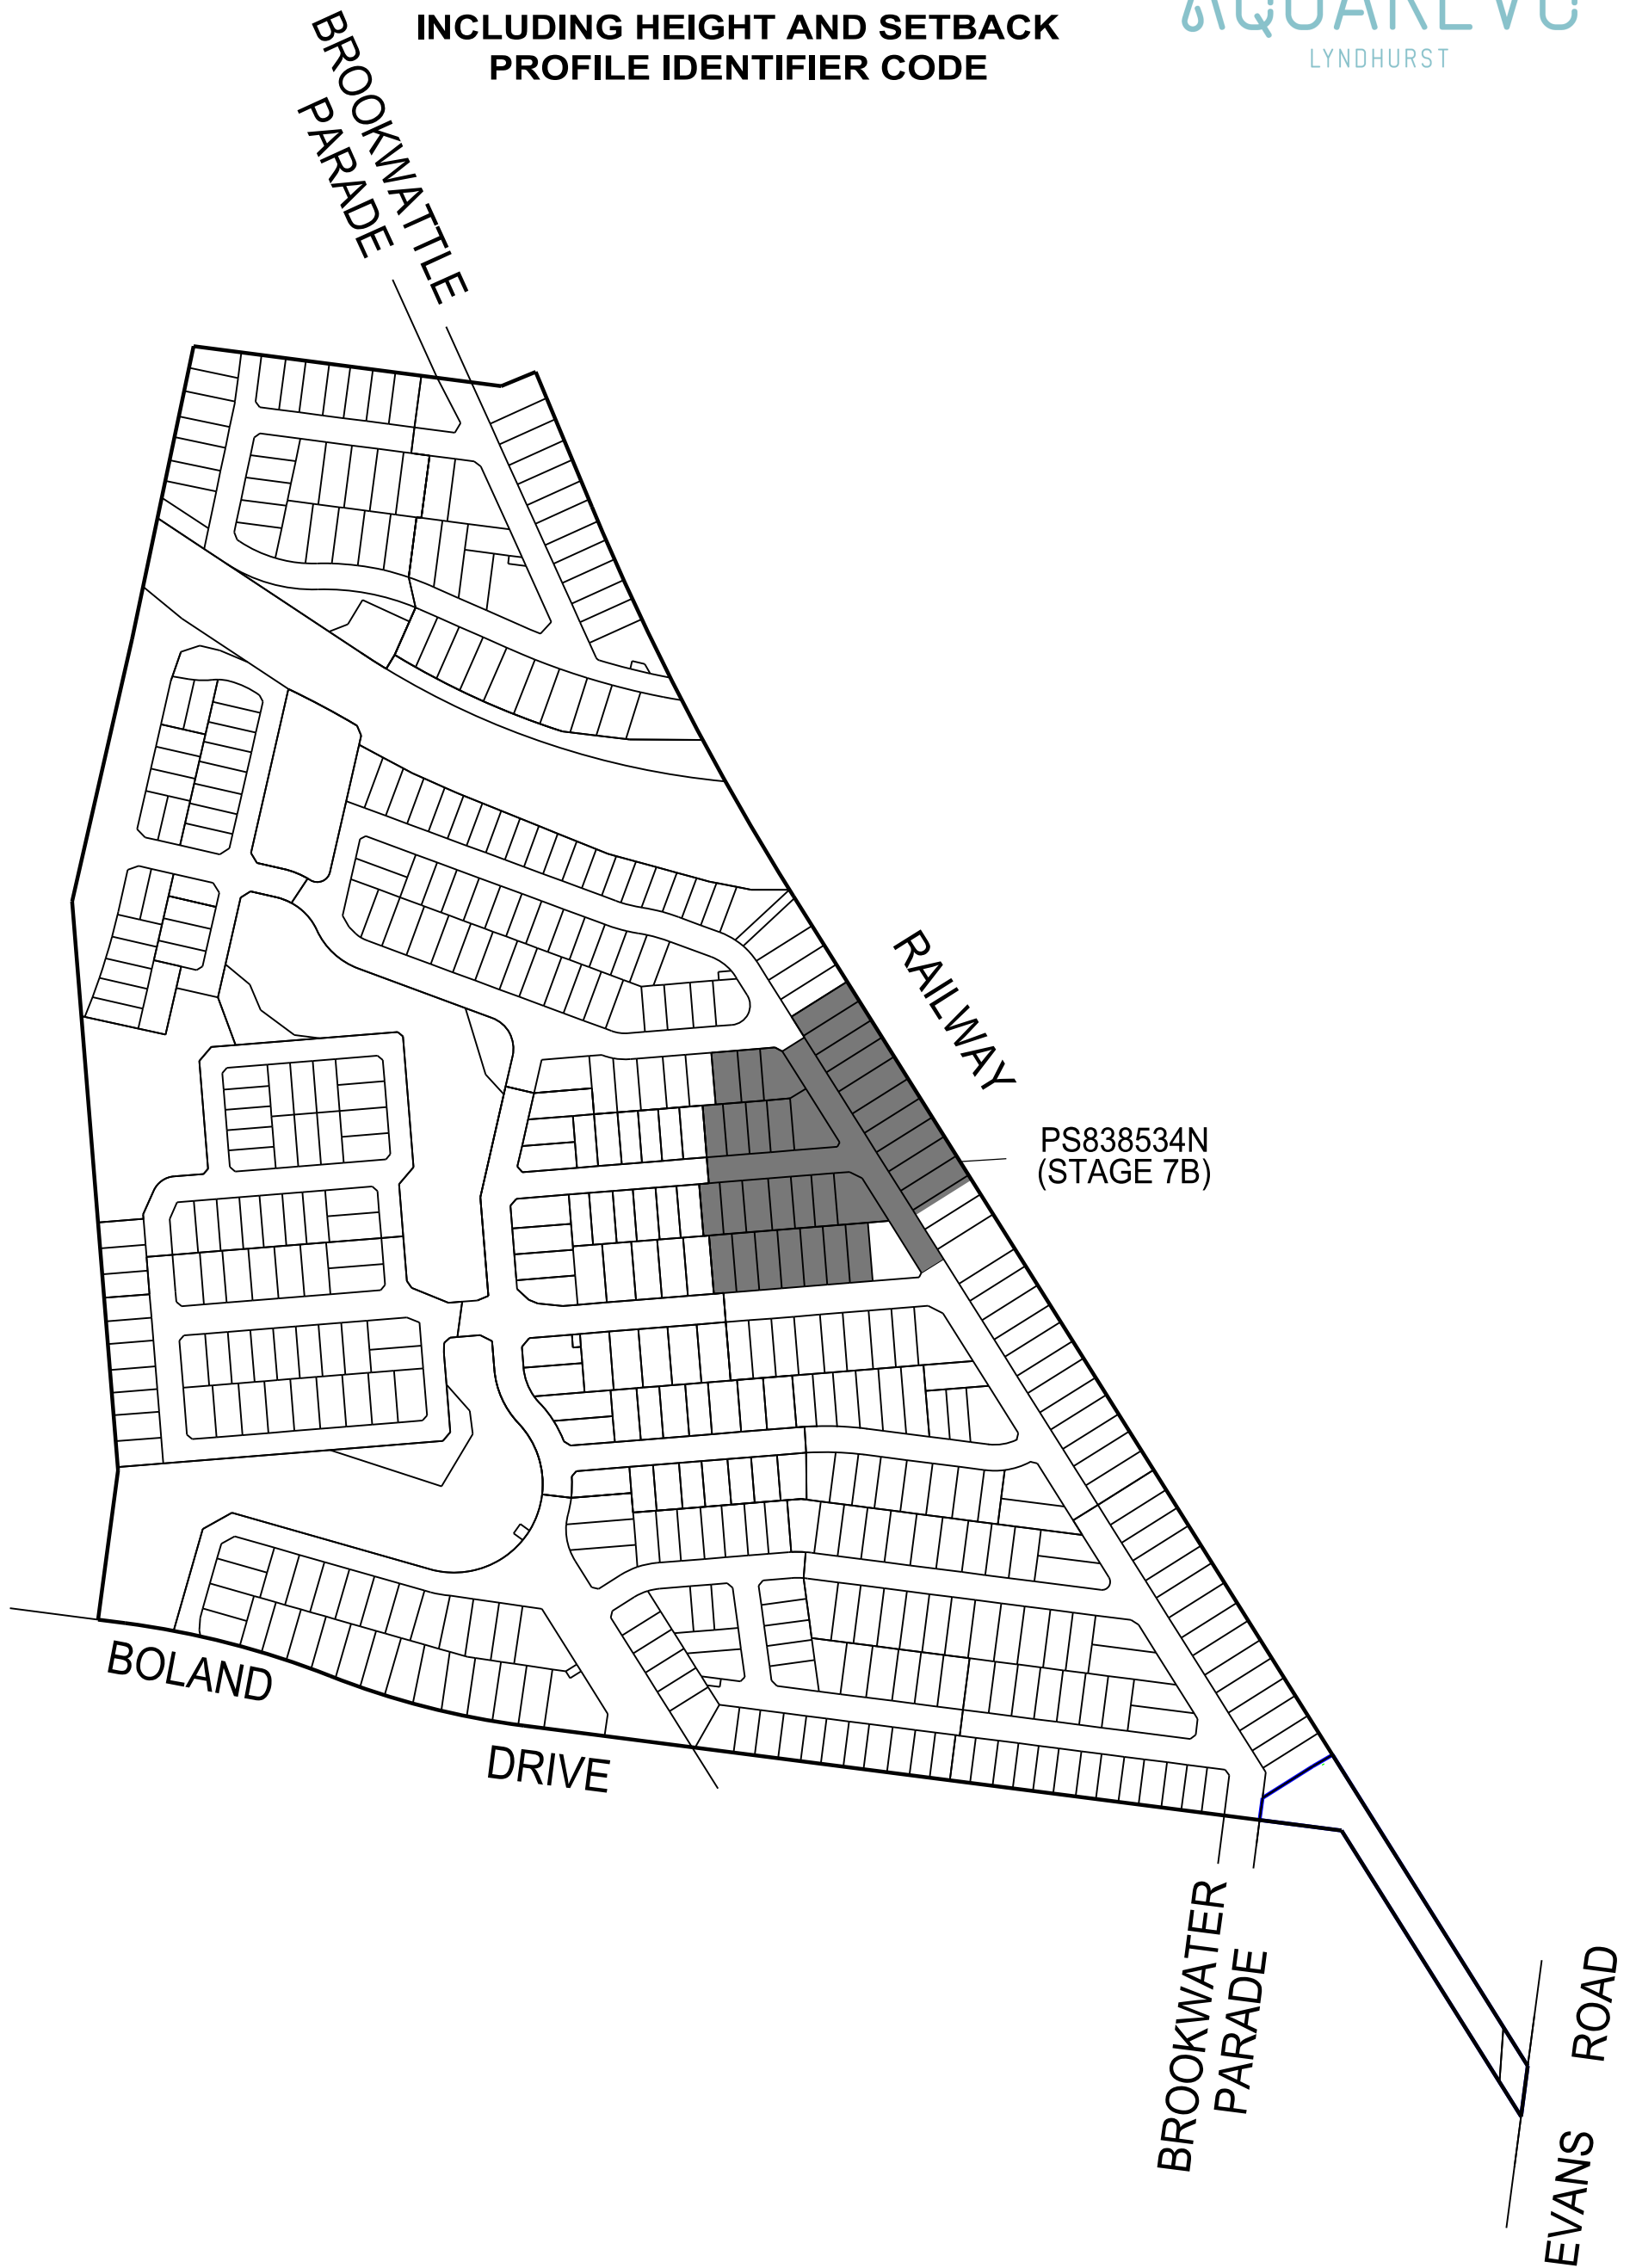 INCLUDING HEIGHT AND SETBACK
PROFILE IDENTIFIER CODE
AQUAREVO
LYNDHURST
BROOKWATTLE
PARADE
RAILWAY
PS838534N
(STAGE 7B)
BOLAND
DRIVE
BROOKWATER
PARADE
EVANS ROAD